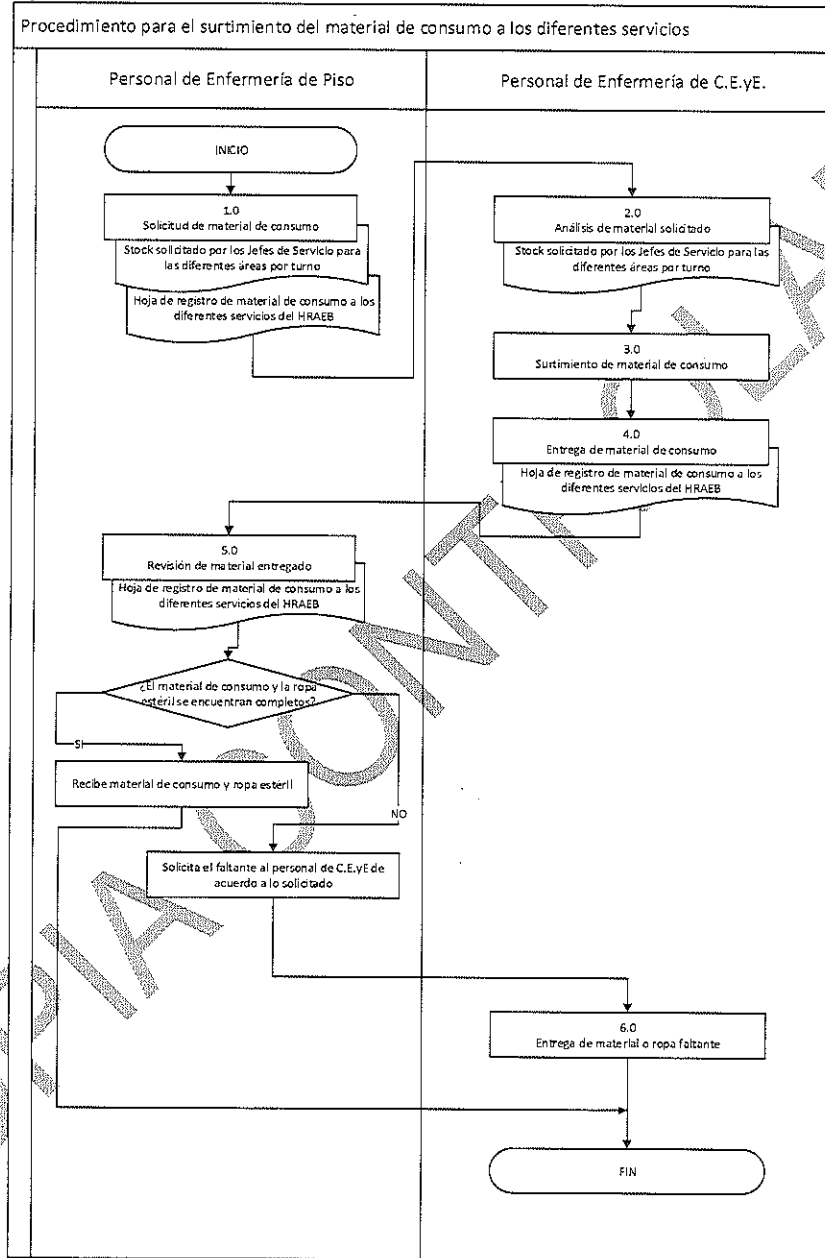 Procedimiento para el surtimiento del material de consumo a los diferentes servicios
Personal de Enfermería de Piso
Personal de Enfermería de C.E.yE.
INICIO
1.0
Solicitud de material de consumo
Stock solicitado por los Jefes de Servicio para
las diferentes áreas por turno
Hoja de registro de material de consumo a los
diferentes servicios del HRAEB
2.0
Análisis de material solicitado
Stock solicitado por los Jefes de Servicio para las
diferentes áreas por turno
3.0
Surtimiento de material de consumo
4.0
Entrega de material de consumo
Hoja de registro de material de consumo a los
diferentes servicios del HRAEB
5.0
Revisión de material entregado
Hoja de registro de material de consumo a los
diferentes servicios del HRAEB
¿El material de consumo y la ropa
estéril se encuentran completos?
SI
Recibe material de consumo y ropa estéril
NO
Solicita el faltante al personal de C.E.yE de
acuerdo a lo solicitado
6.0
Entrega de material o ropa faltante
FIN